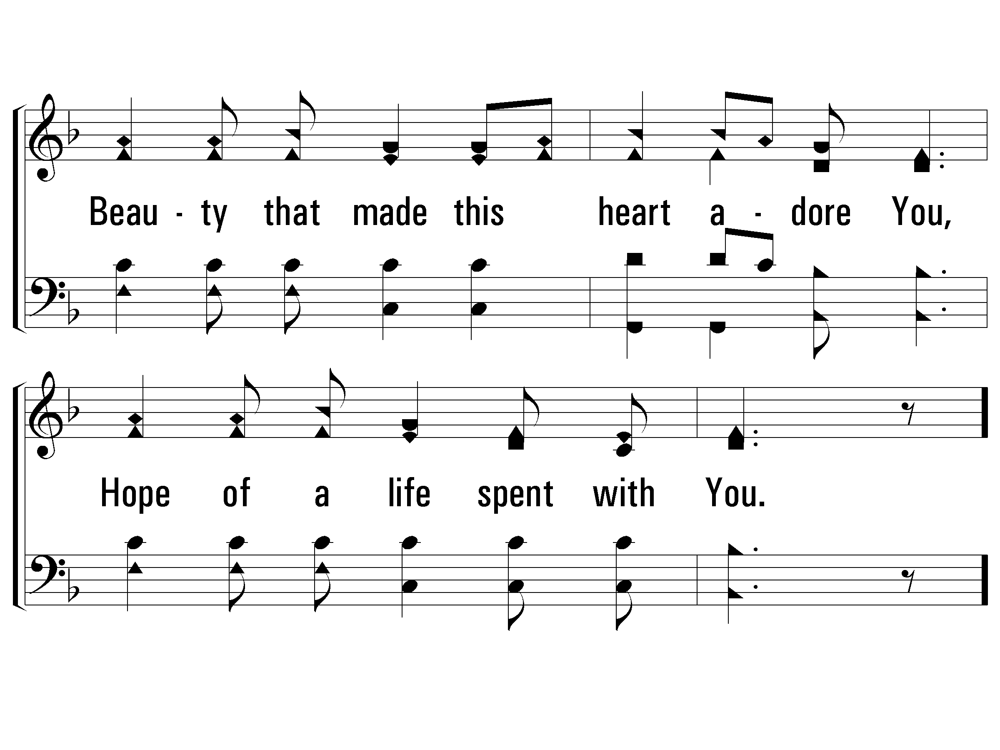 Beau - ty that made this heart a - dore You,
Hope of a life spent with You.